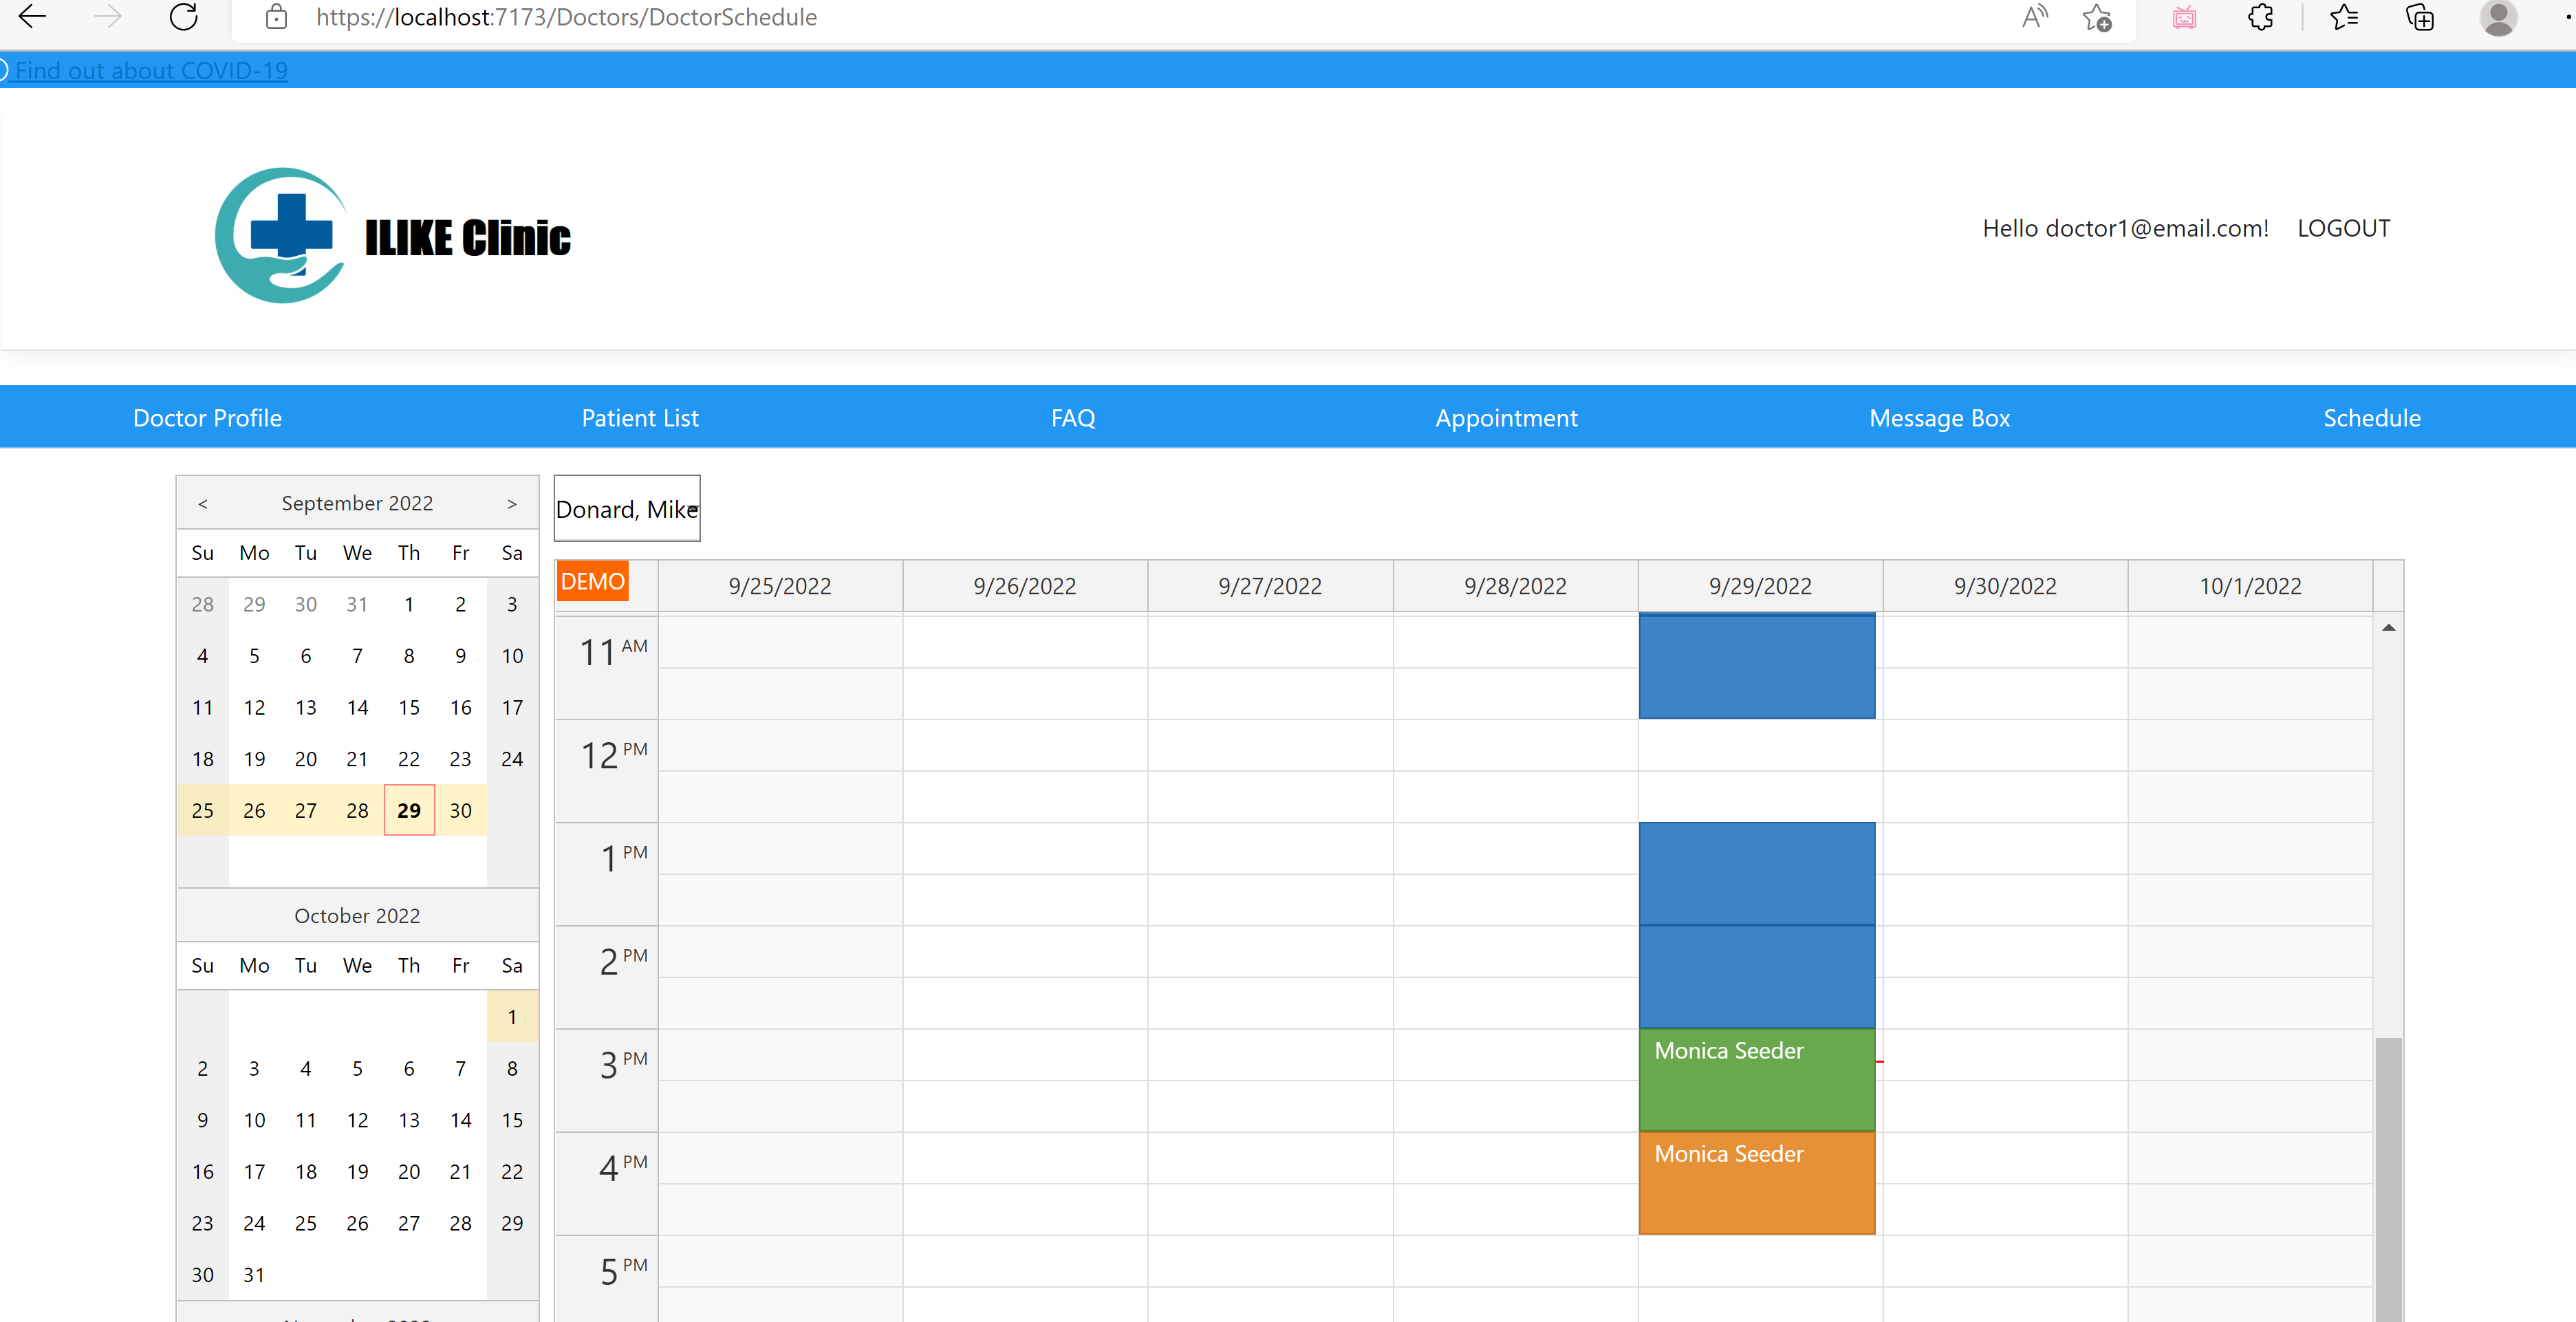 https://localhost:7173/Doctors/DoctorSchedule
Find out about COVID-19
ILIKE Clinic
Hello doctor1@email.com! LOGOUT
Doctor Profile Patient List FAQ Appointment Message Box Schedule
< September 2022 >
Su Mo Tu We Th Fr Sa
28 29 30 31 1 2 3
4 5 6 7 8 9 10
11 12 13 14 15 16 17
18 19 20 21 22 23 24
25 26 27 28 29 30
October 2022
Su Mo Tu We Th Fr Sa
1
2 3 4 5 6 7 8
9 10 11 12 13 14 15
16 17 18 19 20 21 22
23 24 25 26 27 28 29
30 31
Donard, Mike
DEMO 9/25/2022 9/26/2022 9/27/2022 9/28/2022 9/29/2022 9/30/2022 10/1/2022
11 AM
12 PM
1 PM
2 PM
3 PM Monica Seeder
4 PM Monica Seeder
5 PM